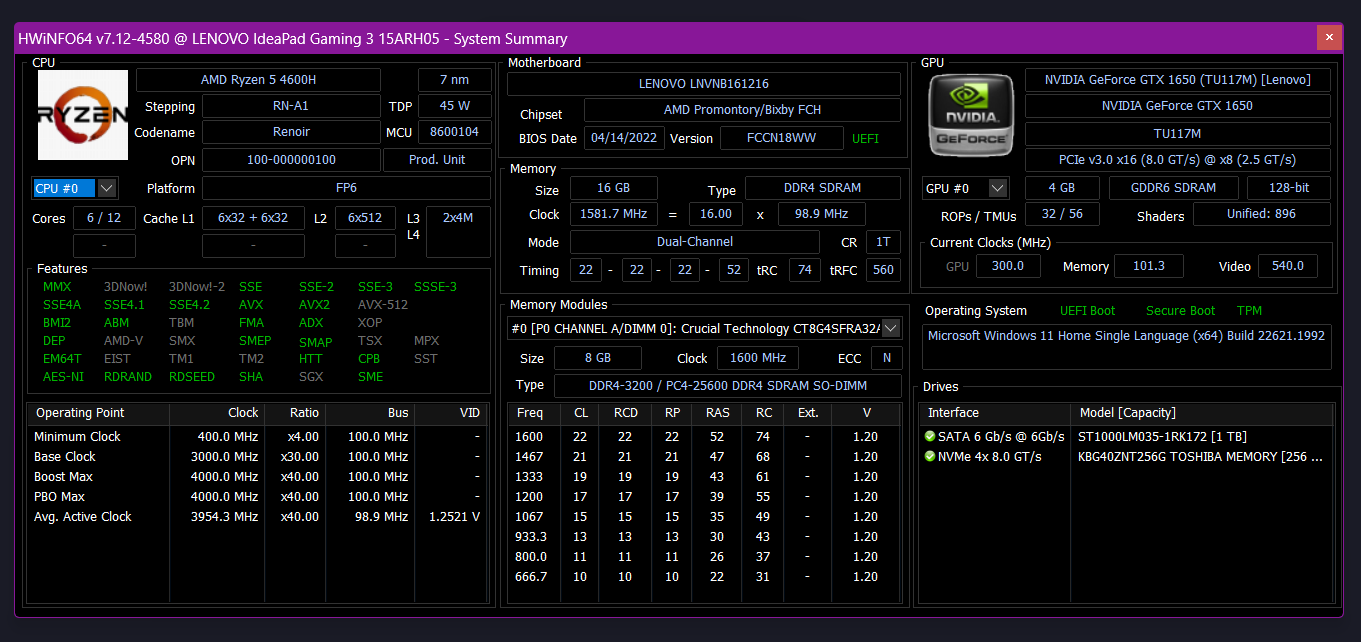 HWiNFO64 v7.12-4580 @ LENOVO IdeaPad Gaming 3 15ARH05 - System Summary
CPU
RYZEN
AMD Ryzen 5 4600H 7 nm
Stepping RN-A1 TDP 45 W
Codename Renoir MCU 8600104
OPN 100-000000100 Prod. Unit
CPU #0 Platform FP6
Cores 6 / 12 Cache L1 6x32 + 6x32 L2 6x512 L3 2x4M
- - - L4
Features
MMX 3DNow! 3DNow!-2 SSE SSE-2 SSE-3 SSSE-3
SSE4A SSE4.1 SSE4.2 AVX AVX2 AVX-512
BMI2 ABM TBM FMA ADX XOP
DEP AMD-V SMX SMEP SMAP TSX MPX
EM64T EIST TM1 TM2 HTT CPB SST
AES-NI RDRAND RDSEED SHA SGX SME
Operating Point Clock Ratio Bus VID
Minimum Clock 400.0 MHz x4.00 100.0 MHz -
Base Clock 3000.0 MHz x30.00 100.0 MHz -
Boost Max 4000.0 MHz x40.00 100.0 MHz -
PBO Max 4000.0 MHz x40.00 100.0 MHz -
Avg. Active Clock 3954.3 MHz x40.00 98.9 MHz 1.2521 V
Motherboard
LENOVO LNVNB161216
Chipset AMD Promontory/Bixby FCH
BIOS Date 04/14/2022 Version FCCN18WW UEFI
Memory
Size 16 GB Type DDR4 SDRAM
Clock 1581.7 MHz = 16.00 x 98.9 MHz
Mode Dual-Channel CR 1T
Timing 22 - 22 - 22 - 52 tRC 74 tRFC 560
Memory Modules
#0 [P0 CHANNEL A/DIMM 0]: Crucial Technology CT8G4SFRA32A
Size 8 GB Clock 1600 MHz ECC N
Type DDR4-3200 / PC4-25600 DDR4 SDRAM SO-DIMM
Freq CL RCD RP RAS RC Ext. V
1600 22 22 22 52 74 - 1.20
1467 21 21 21 47 68 - 1.20
1333 19 19 19 43 61 - 1.20
1200 17 17 17 39 55 - 1.20
1067 15 15 15 35 49 - 1.20
933.3 13 13 13 30 43 - 1.20
800.0 11 11 11 26 37 - 1.20
666.7 10 10 10 22 31 - 1.20
GPU
NVIDIA
GEFORCE
NVIDIA GeForce GTX 1650 (TU117M) [Lenovo]
NVIDIA GeForce GTX 1650
TU117M
PCIe v3.0 x16 (8.0 GT/s) @ x8 (2.5 GT/s)
GPU #0 4 GB GDDR6 SDRAM 128-bit
ROPs / TMUs 32 / 56 Shaders Unified: 896
Current Clocks (MHz)
GPU 300.0 Memory 101.3 Video 540.0
Operating System UEFI Boot Secure Boot TPM
Microsoft Windows 11 Home Single Language (x64) Build 22621.1992
Drives
Interface Model [Capacity]
SATA 6 Gb/s @ 6Gb/s ST1000LM035-1RK172 [1 TB]
NVMe 4x 8.0 GT/s KBG40ZNT256G TOSHIBA MEMORY [256 ...